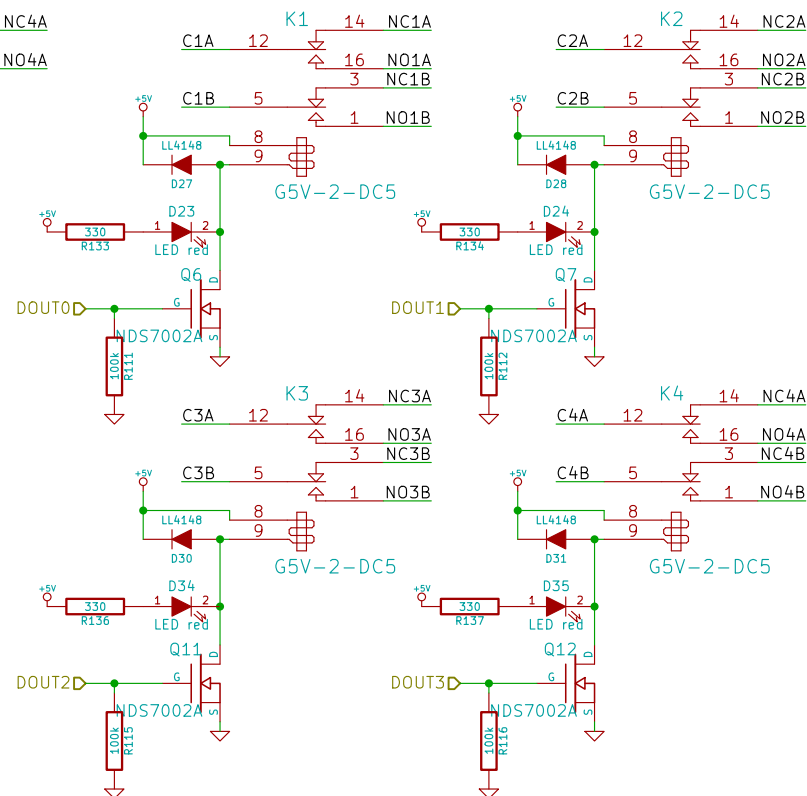 NC4A
NO4A
K1
C1A 12 14 NC1A
16 NO1A
C1B 5 3 NC1B
1 NO1B
+5V
8
9
LL4148
D27
G5V-2-DC5
+5V
330
R133
D23
1 2
LED red
Q6
D
G
S
DOUT0
NDS7002A
100k
R111
K2
C2A 12 14 NC2A
16 NO2A
C2B 5 3 NC2B
1 NO2B
+5V
8
9
LL4148
D28
G5V-2-DC5
+5V
330
R134
D24
1 2
LED red
Q7
D
G
S
DOUT1
NDS7002A
100k
R112
K3
C3A 12 14 NC3A
16 NO3A
C3B 5 3 NC3B
1 NO3B
+5V
8
9
LL4148
D30
G5V-2-DC5
+5V
330
R136
D34
1 2
LED red
Q11
D
G
S
DOUT2
NDS7002A
100k
R115
K4
C4A 12 14 NC4A
16 NO4A
C4B 5 3 NC4B
1 NO4B
+5V
8
9
LL4148
D31
G5V-2-DC5
+5V
330
R137
D35
1 2
LED red
Q12
D
G
S
DOUT3
NDS7002A
100k
R116